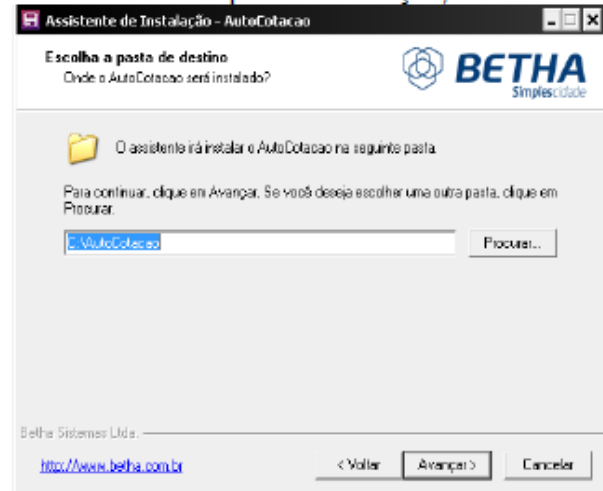 Assistente de Instalação - AutoCotacao
Escolha a pasta de destino
Onde o AutoCotacao será instalado?
BETHA
Simplescidade
O assistente irá instalar o AutoCotacao na seguinte pasta.
Para continuar, clique em Avançar. Se você deseja escolher uma outra pasta, clique em
Procurar.
C:\AutoCotacao
Procurar...
Betha Sistemas Ltda.
http://www.betha.com.br
< Voltar
Avançar >
Cancelar